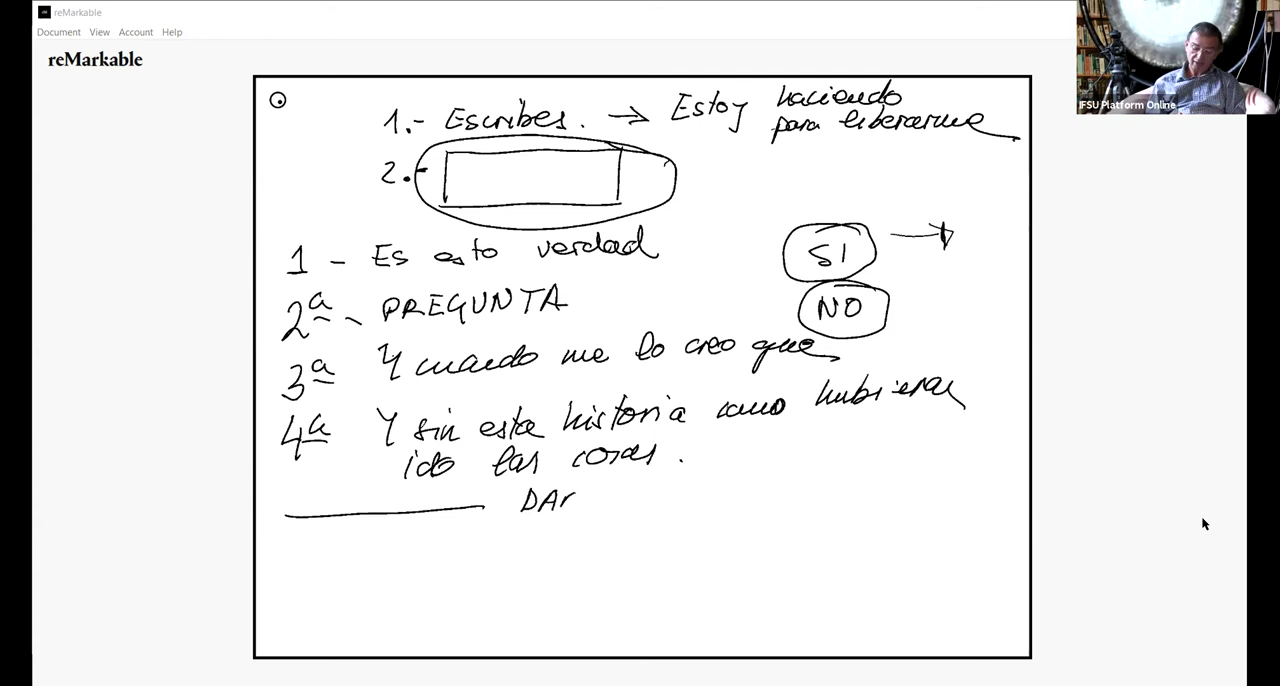 reMarkable
Document View Account Help
reMarkable
IFSU Platform Online
1.- Escribes. → Estoy haciendo
para liberarme
2.-
1 - Es esto verdad
SI →
2ª - PREGUNTA
NO
3ª Y cuando me lo creo que
4ª Y sin esta historia como hubieran
ido las cosas.
DAr